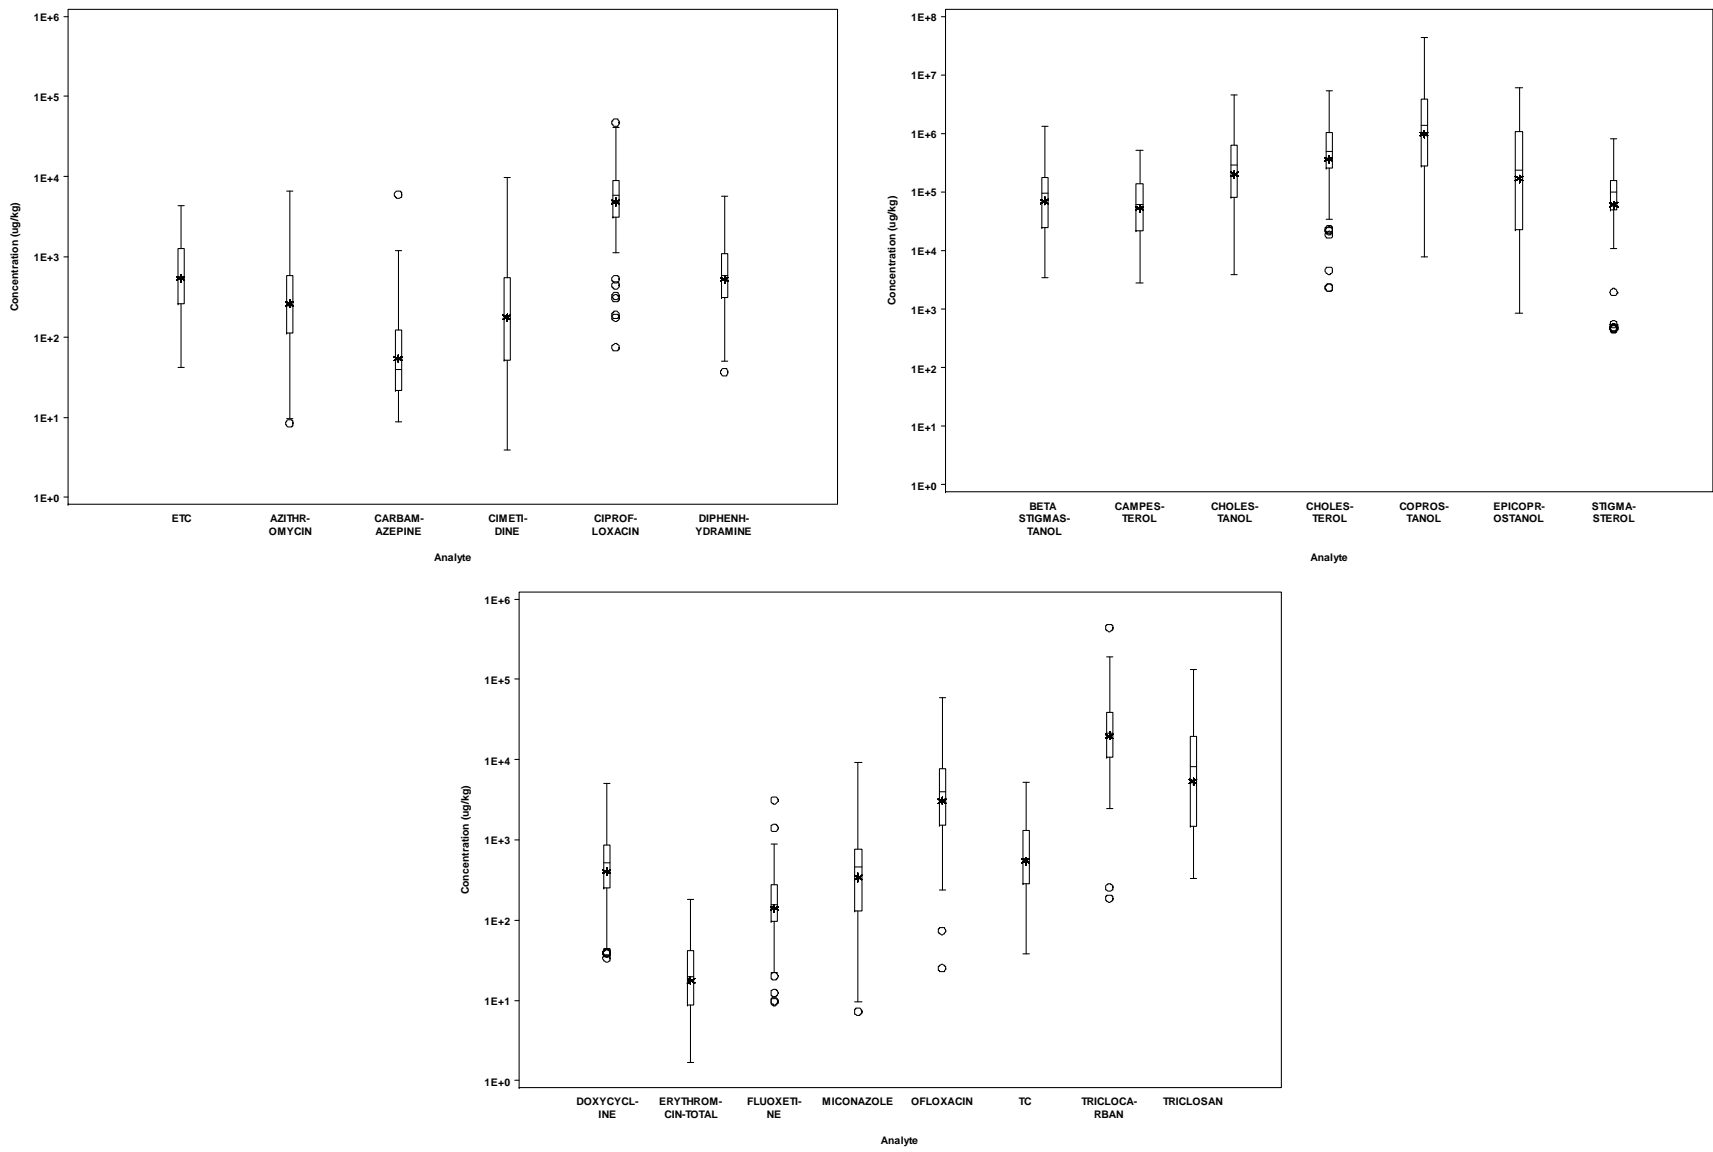 1E+6
1E+5
1E+4
1E+3
1E+2
1E+1
1E+0
Concentration (ug/kg)
ETC
AZITHR-
OMYCIN
CARBAM-
AZEPINE
CIMETI-
DINE
CIPROF-
LOXACIN
DIPHENH-
YDRAMINE
Analyte
1E+8
1E+7
1E+6
1E+5
1E+4
1E+3
1E+2
1E+1
1E+0
Concentration (ug/kg)
BETA
STIGMAS-
TANOL
CAMPES-
TEROL
CHOLES-
TANOL
CHOLES-
TEROL
COPROS-
TANOL
EPICOPR-
OSTANOL
STIGMA-
STEROL
Analyte
1E+6
1E+5
1E+4
1E+3
1E+2
1E+1
1E+0
Concentration (ug/kg)
DOXYCYCL-
INE
ERYTHROM-
CIN-TOTAL
FLUOXETI-
NE
MICONAZOLE
OFLOXACIN
TC
TRICLOCA-
RBAN
TRICLOSAN
Analyte